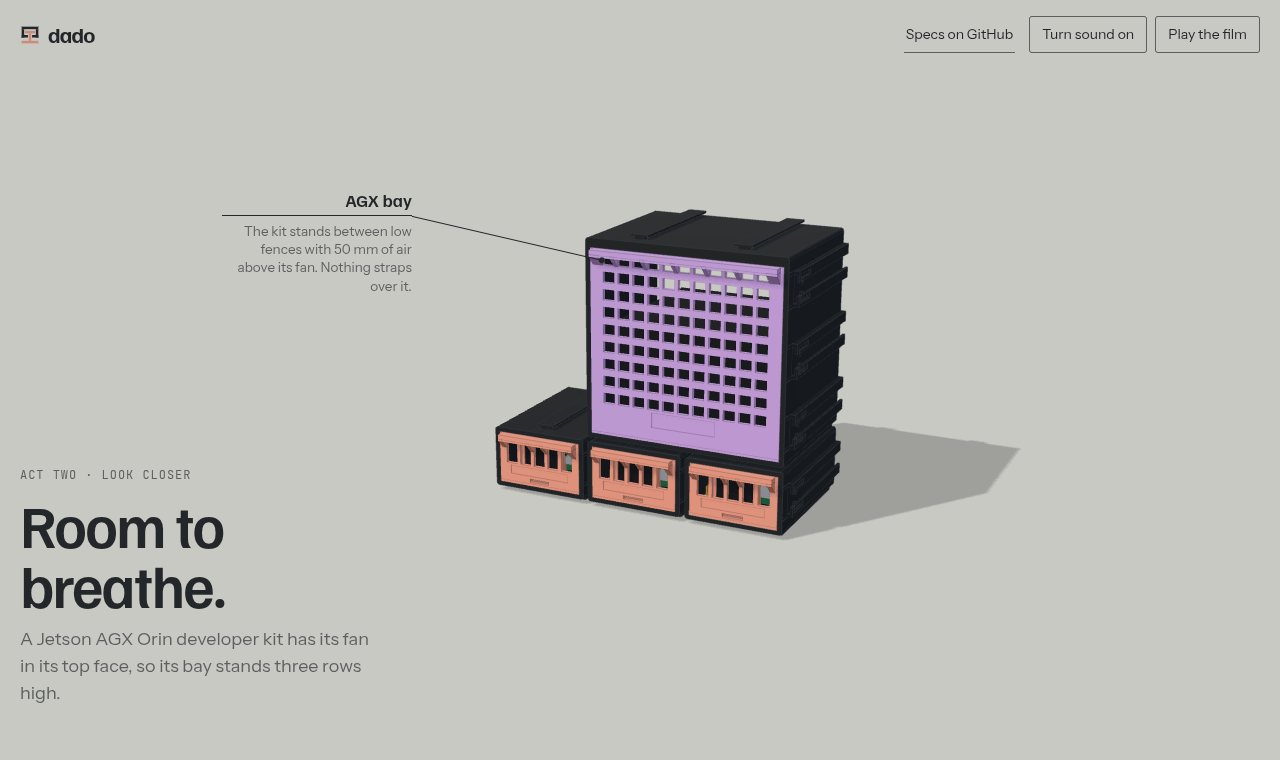 dado
Specs on GitHub
Turn sound on
Play the film
AGX bay
The kit stands between low
fences with 50 mm of air
above its fan. Nothing straps
over it.
ACT TWO · LOOK CLOSER
Room to
breathe.
A Jetson AGX Orin developer kit has its fan
in its top face, so its bay stands three rows
high.